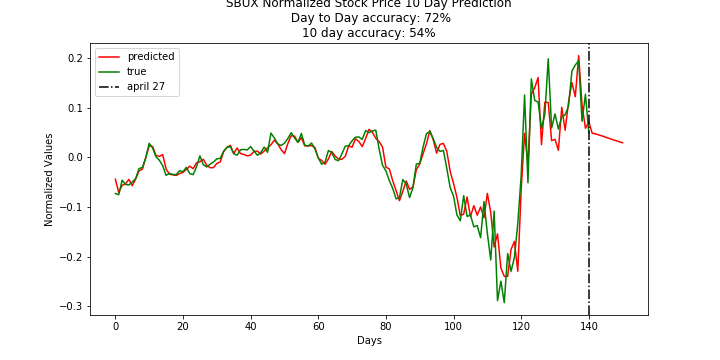 SBUX Normalized Stock Price 10 Day Prediction
Day to Day accuracy: 72%
10 day accuracy: 54%
predicted
true
april 27
Normalized Values
0.2
0.1
0.0
−0.1
−0.2
−0.3
0 20 40 60 80 100 120 140
Days